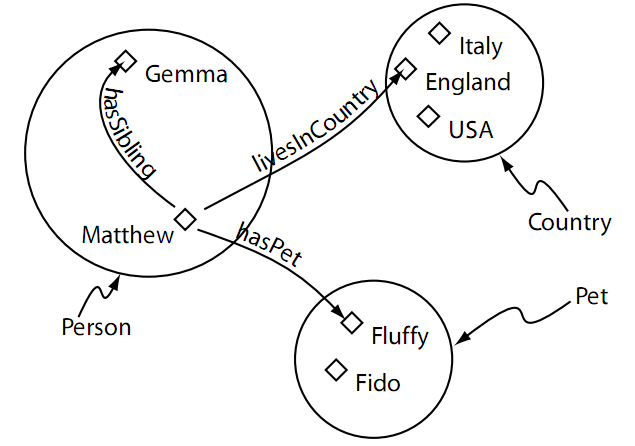 Gemma
hasSibling
Matthew
Person
livesInCountry
hasPet
Italy
England
USA
Country
Fluffy
Fido
Pet